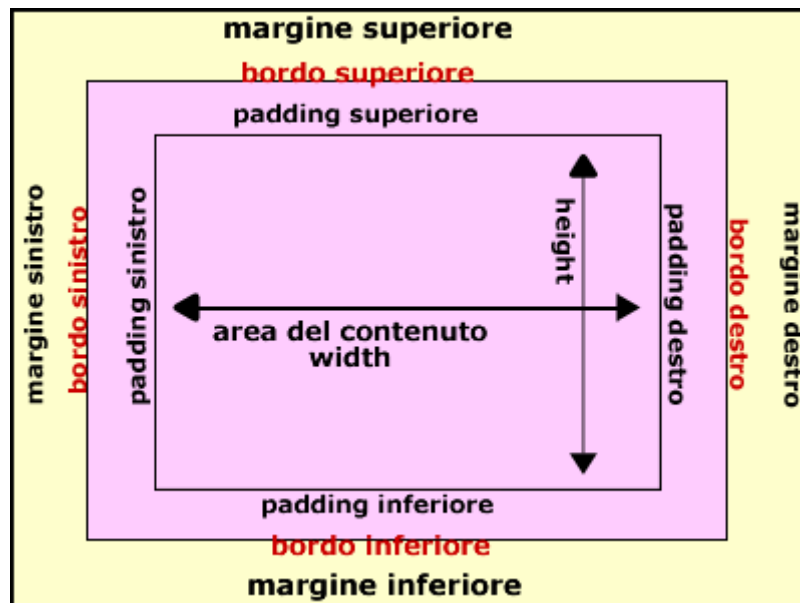 margine superiore
bordo superiore
padding superiore
margine sinistro
bordo sinistro
padding sinistro
height
area del contenuto
width
padding destro
bordo destro
margine destro
padding inferiore
bordo inferiore
margine inferiore